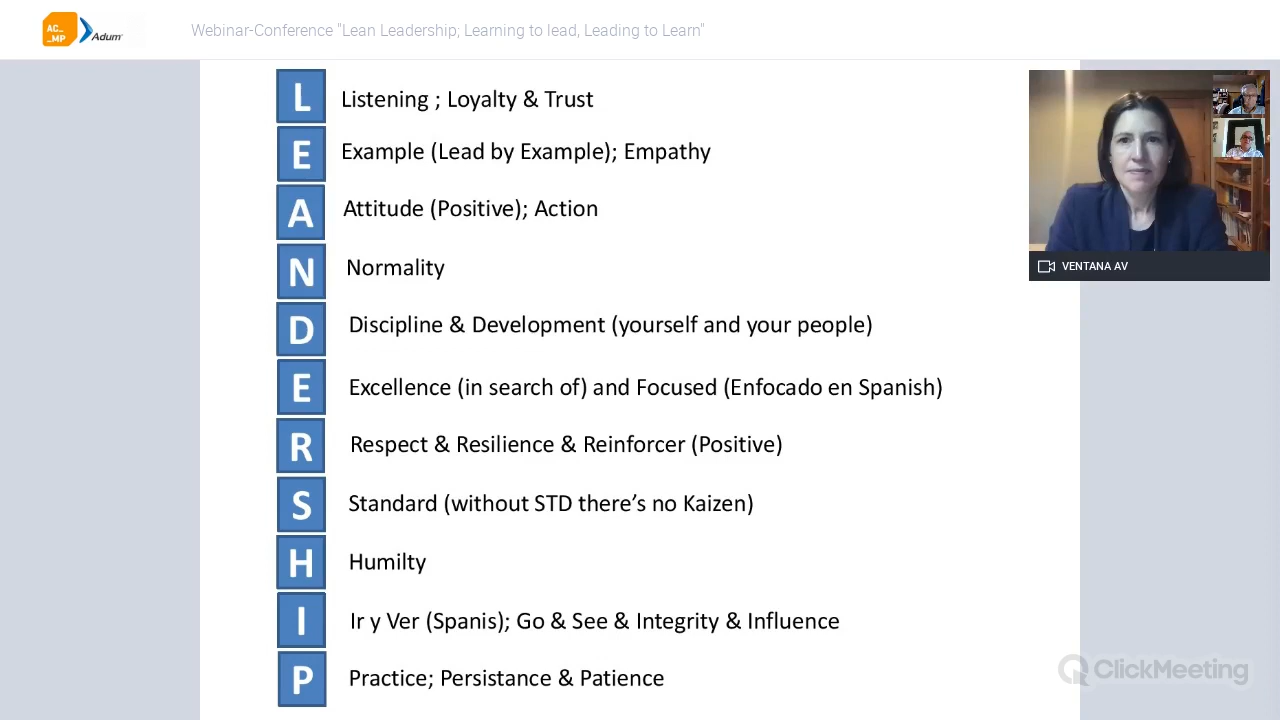 AC_
_MP
Adum
Webinar-Conference "Lean Leadership; Learning to lead, Leading to Learn"
L Listening ; Loyalty & Trust
E Example (Lead by Example); Empathy
A Attitude (Positive); Action
N Normality
D Discipline & Development (yourself and your people)
E Excellence (in search of) and Focused (Enfocado en Spanish)
R Respect & Resilience & Reinforcer (Positive)
S Standard (without STD there’s no Kaizen)
H Humilty
I Ir y Ver (Spanis); Go & See & Integrity & Influence
P Practice; Persistance & Patience
VENTANA AV
ClickMeeting